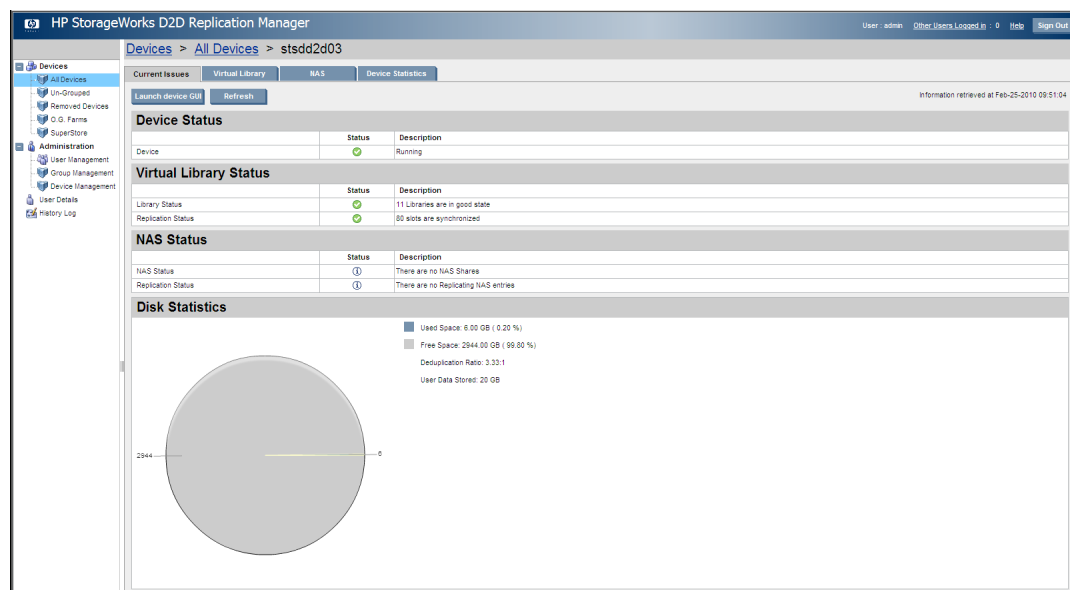 HP StorageWorks D2D Replication Manager
User : admin Other Users Logged in : 0 Help Sign Out
Devices > All Devices > stsdd2d03
Devices
All Devices
Un-Grouped
Removed Devices
O.G. Farms
SuperStore
Administration
User Management
Group Management
Device Management
User Details
History Log
Current Issues Virtual Library NAS Device Statistics
Launch device GUI Refresh Information retrieved at Feb-25-2010 09:51:04
Device Status
Status Description
Device Running
Virtual Library Status
Status Description
Library Status 11 Libraries are in good state
Replication Status 80 slots are synchronized
NAS Status
Status Description
NAS Status There are no NAS Shares
Replication Status There are no Replicating NAS entries
Disk Statistics
Used Space: 6.00 GB ( 0.20 %)
Free Space: 2944.00 GB ( 99.80 %)
Deduplication Ratio: 3.33:1
User Data Stored: 20 GB
2944
6